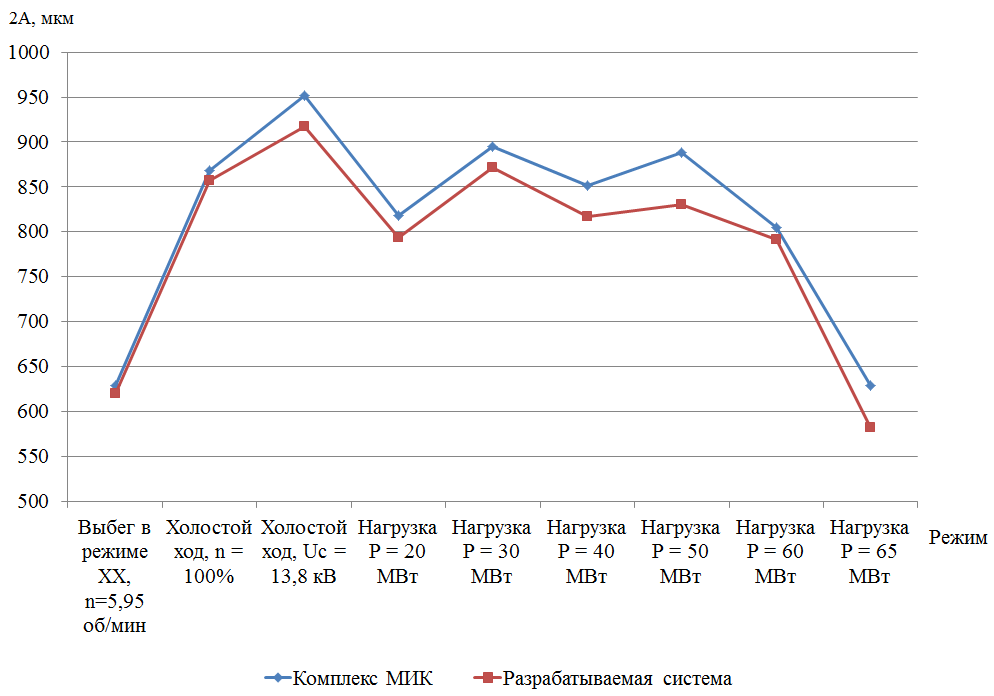 2А, мкм
1000
950
900
850
800
750
700
650
600
550
500
Выбег в
режиме
ХХ,
n=5,95
об/мин
Холостой
ход, n =
100%
Холостой
ход, Uc =
13,8 кВ
Нагрузка
P = 20
МВт
Нагрузка
P = 30
МВт
Нагрузка
P = 40
МВт
Нагрузка
P = 50
МВт
Нагрузка
P = 60
МВт
Нагрузка
P = 65
МВт
Режим
Комплекс МИК
Разрабатываемая система